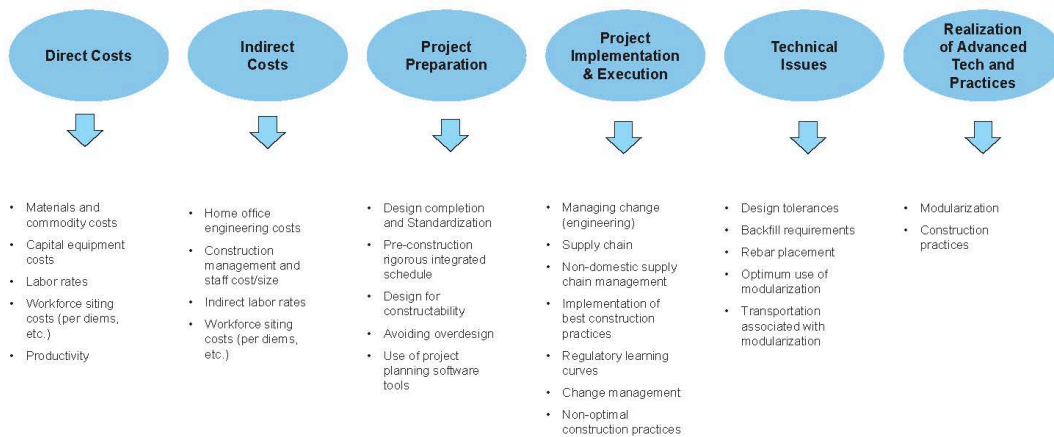 Direct Costs
• Materials and
commodity costs
• Capital equipment
costs
• Labor rates
• Workforce siting
costs (per diems,
etc.)
• Productivity
Indirect
Costs
• Home office
engineering costs
• Construction
management and
staff cost/size
• Indirect labor rates
• Workforce siting
costs (per diems,
etc.)
Project
Preparation
• Design completion
and Standardization
• Pre-construction
rigorous integrated
schedule
• Design for
constructability
• Avoiding overdesign
• Use of project
planning software
tools
Project
Implementation
& Execution
• Managing change
(engineering)
• Supply chain
• Non-domestic supply
chain management
• Implementation of
best construction
practices
• Regulatory learning
curves
• Change management
• Non-optimal
construction practices
Technical
Issues
• Design tolerances
• Backfill requirements
• Rebar placement
• Optimum use of
modularization
• Transportation
associated with
modularization
Realization
of Advanced
Tech and
Practices
• Modularization
• Construction
practices